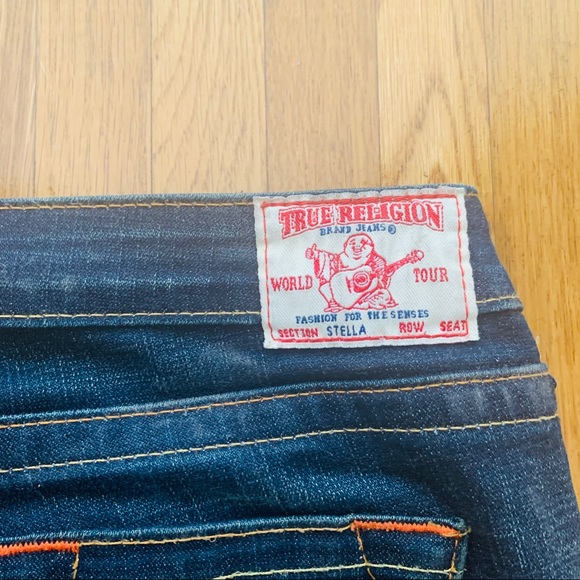 TRUE RELIGION
BRAND JEANS®
WORLD TOUR
FASHION FOR THE SENSES
SECTION STELLA ROW SEAT